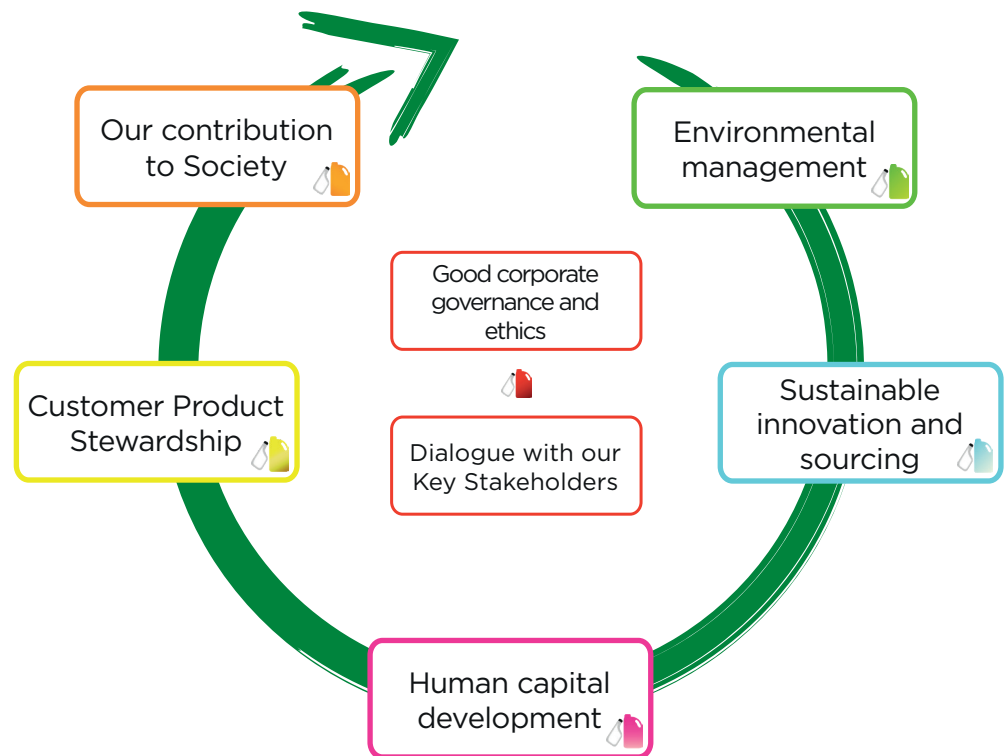 Our contribution
to Society
Environmental
management
Good corporate
governance and
ethics
Customer Product
Stewardship
Sustainable
innovation and
sourcing
Dialogue with our
Key Stakeholders
Human capital
development